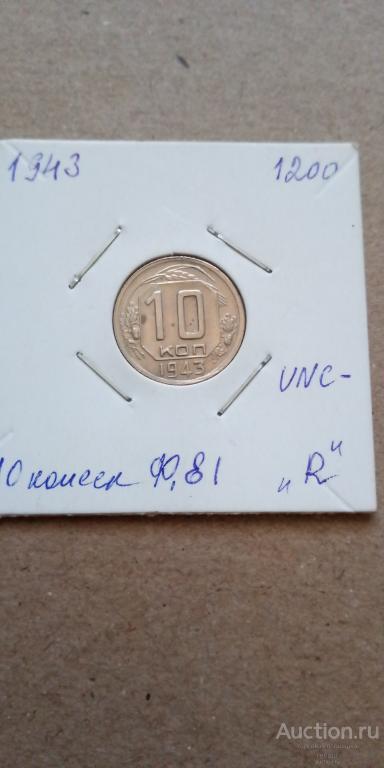 1943 1200
10
КОП
1943
UNC-
10 копеек Ф, 81 „R"
Auction.ru